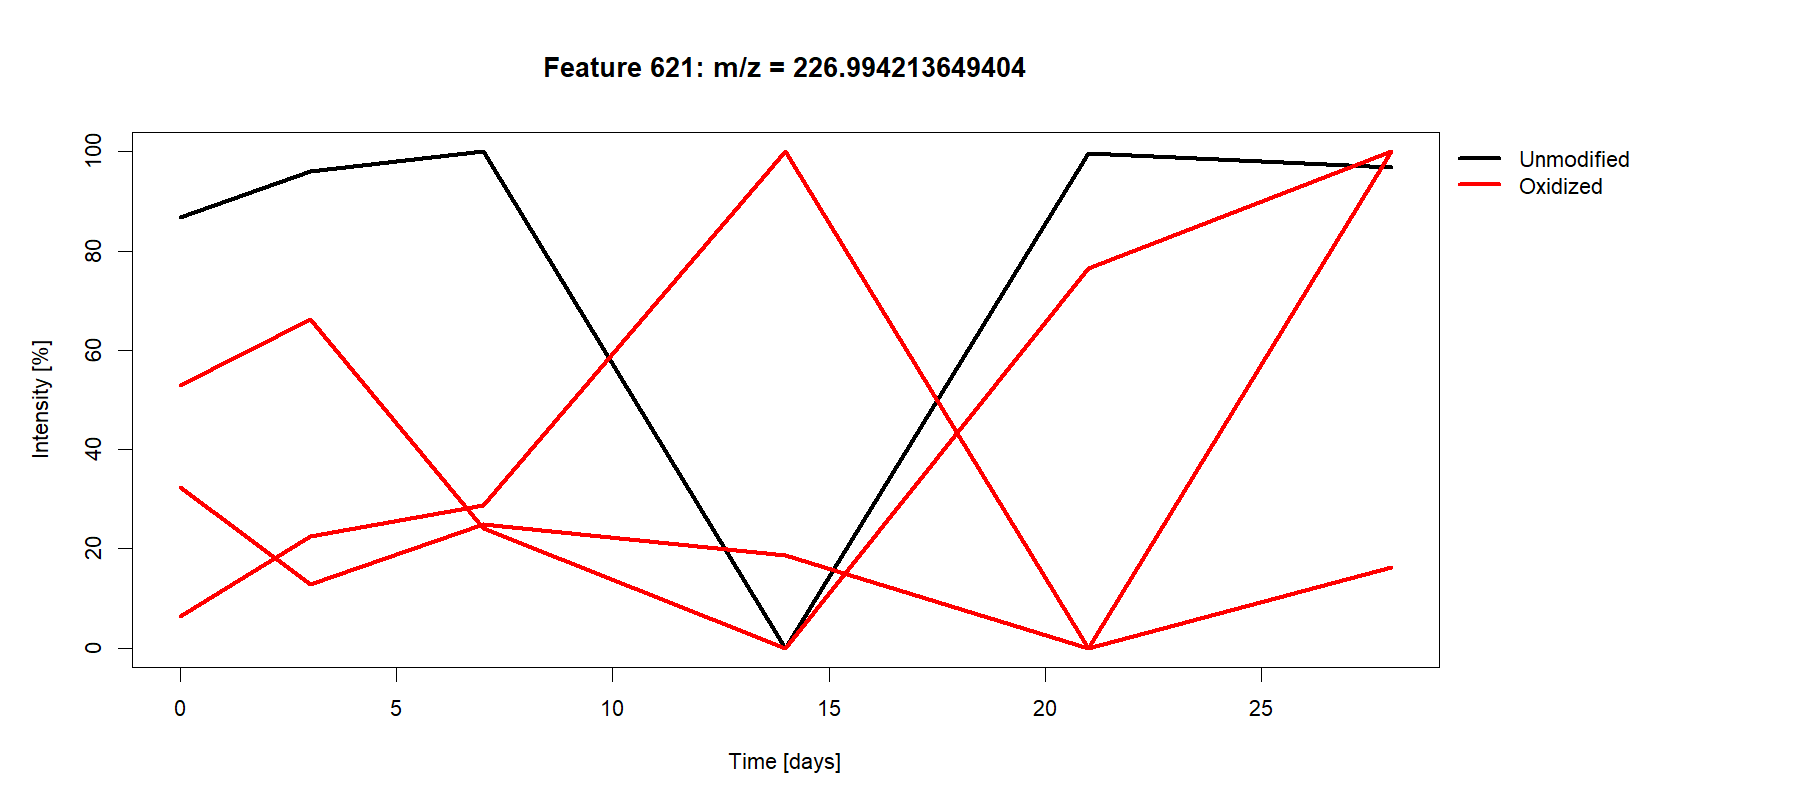 Feature 621: m/z = 226.994213649404
Unmodified
Oxidized
Intensity [%]
100
80
60
40
20
0
0 5 10 15 20 25
Time [days]